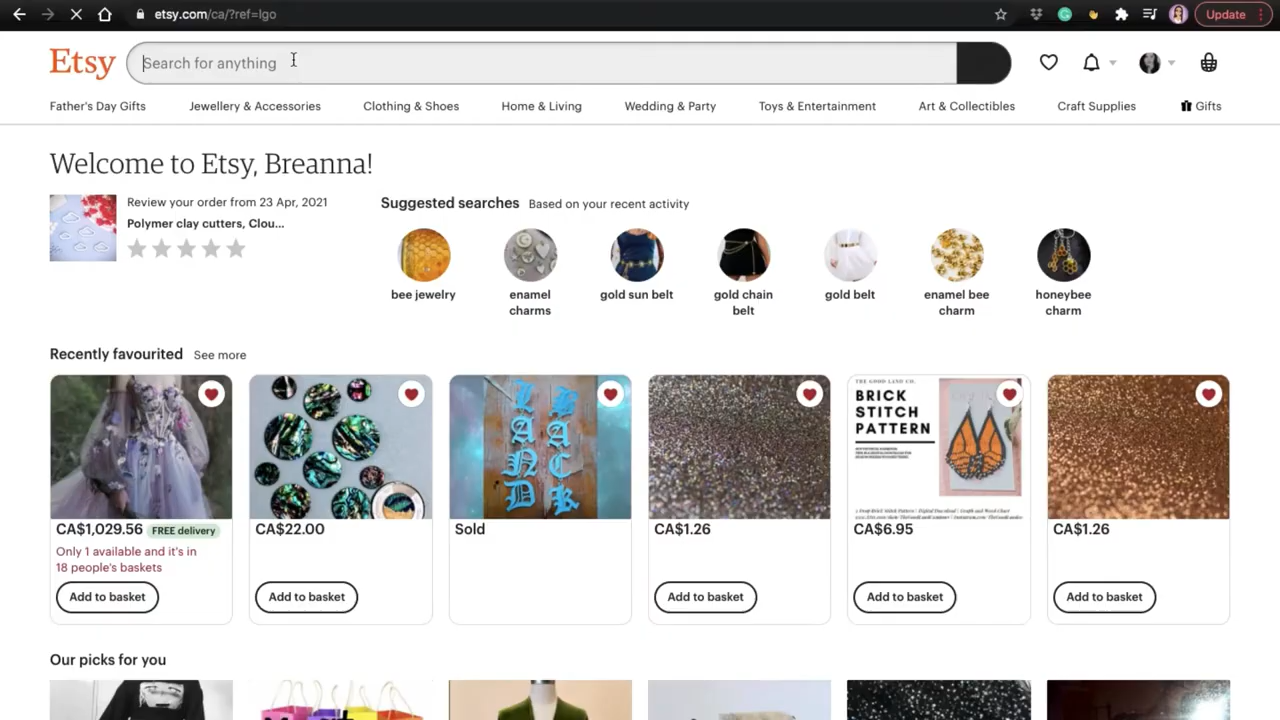 etsy.com/ca/?ref=lgo
Update
Etsy
Search for anything
Father's Day Gifts
Jewellery & Accessories
Clothing & Shoes
Home & Living
Wedding & Party
Toys & Entertainment
Art & Collectibles
Craft Supplies
Gifts
Welcome to Etsy, Breanna!
Review your order from 23 Apr, 2021
Polymer clay cutters, Clou...
Suggested searches Based on your recent activity
bee jewelry
enamel
charms
gold sun belt
gold chain
belt
gold belt
enamel bee
charm
honeybee
charm
Recently favourited See more
LAND
BACK
THE GOOD LAND CO.
BRICK
STITCH
PATTERN
CA$1,029.56 FREE delivery
Only 1 available and it's in
18 people's baskets
Add to basket
CA$22.00
Add to basket
Sold
CA$1.26
Add to basket
CA$6.95
Add to basket
CA$1.26
Add to basket
Our picks for you